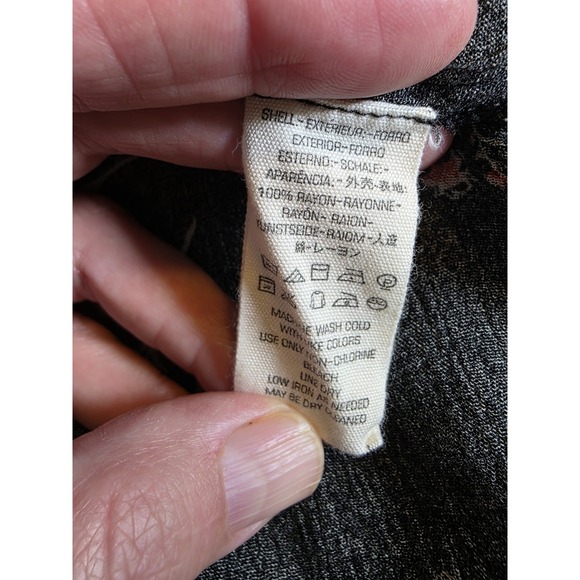 SHELL:-EXTERIEUR:-FORRO
EXTERIOR-FORRO
ESTERNO:-SCHALE:-
APARÊNCIA:-外壳-表地:
100% RAYON-RAYONNE-
RAYÓN-RAION-
KUNSTSEIDE-RAIOM-人造
絲-レーヨン
MACHINE WASH COLD
WITH LIKE COLORS
USE ONLY NON-CHLORINE
BLEACH
LINE DRY
LOW IRON AS NEEDED
MAY BE DRY CLEANED